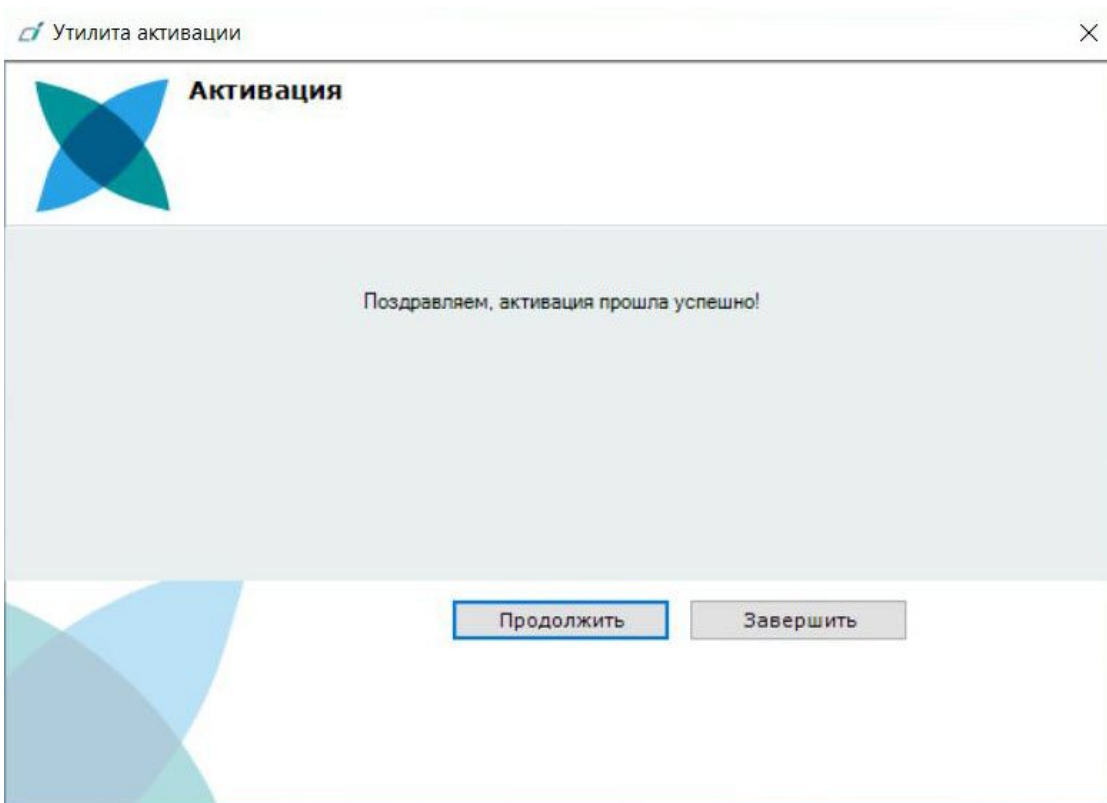 Утилита активации
Активация
Поздравляем, активация прошла успешно!
Продолжить
Завершить